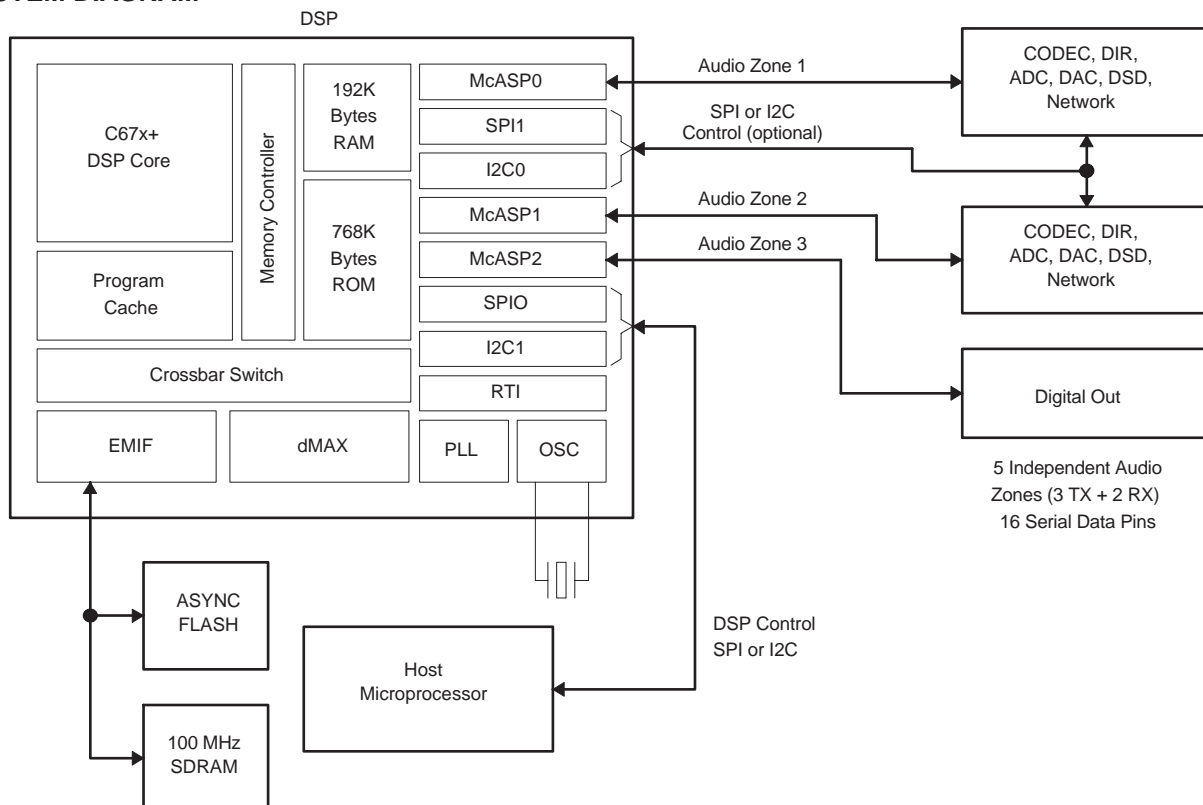 DSP
C67x+
DSP Core
Program
Cache
Memory Controller
192K
Bytes
RAM
768K
Bytes
ROM
Crossbar Switch
EMIF
dMAX
McASP0
SPI1
I2C0
McASP1
McASP2
SPIO
I2C1
RTI
PLL
OSC
Audio Zone 1
SPI or I2C
Control (optional)
Audio Zone 2
Audio Zone 3
CODEC, DIR,
ADC, DAC, DSD,
Network
CODEC, DIR,
ADC, DAC, DSD,
Network
Digital Out
5 Independent Audio
Zones (3 TX + 2 RX)
16 Serial Data Pins
ASYNC
FLASH
100 MHz
SDRAM
Host
Microprocessor
DSP Control
SPI or I2C